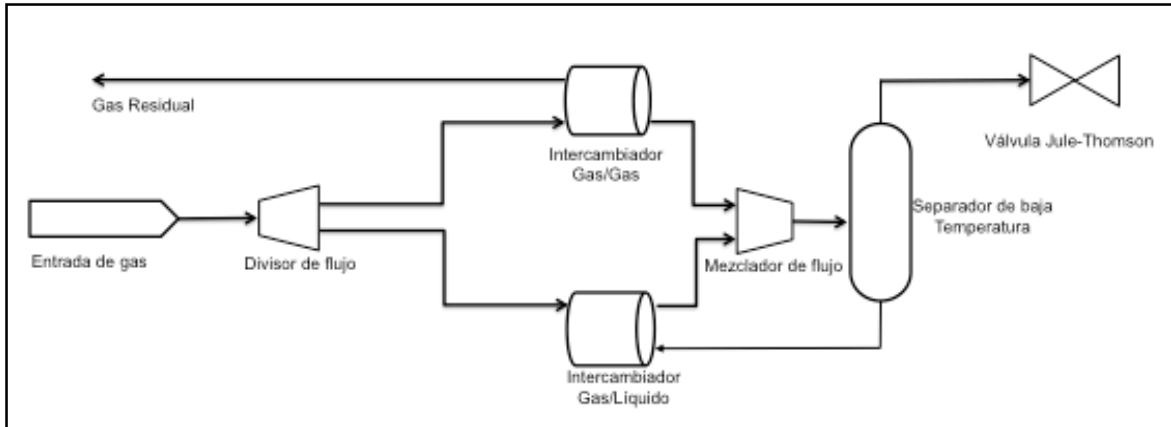 Gas Residual
Intercambiador
Gas/Gas
Válvula Jule-Thomson
Separador de baja
Temperatura
Entrada de gas
Divisor de flujo
Mezclador de flujo
Intercambiador
Gas/Líquido